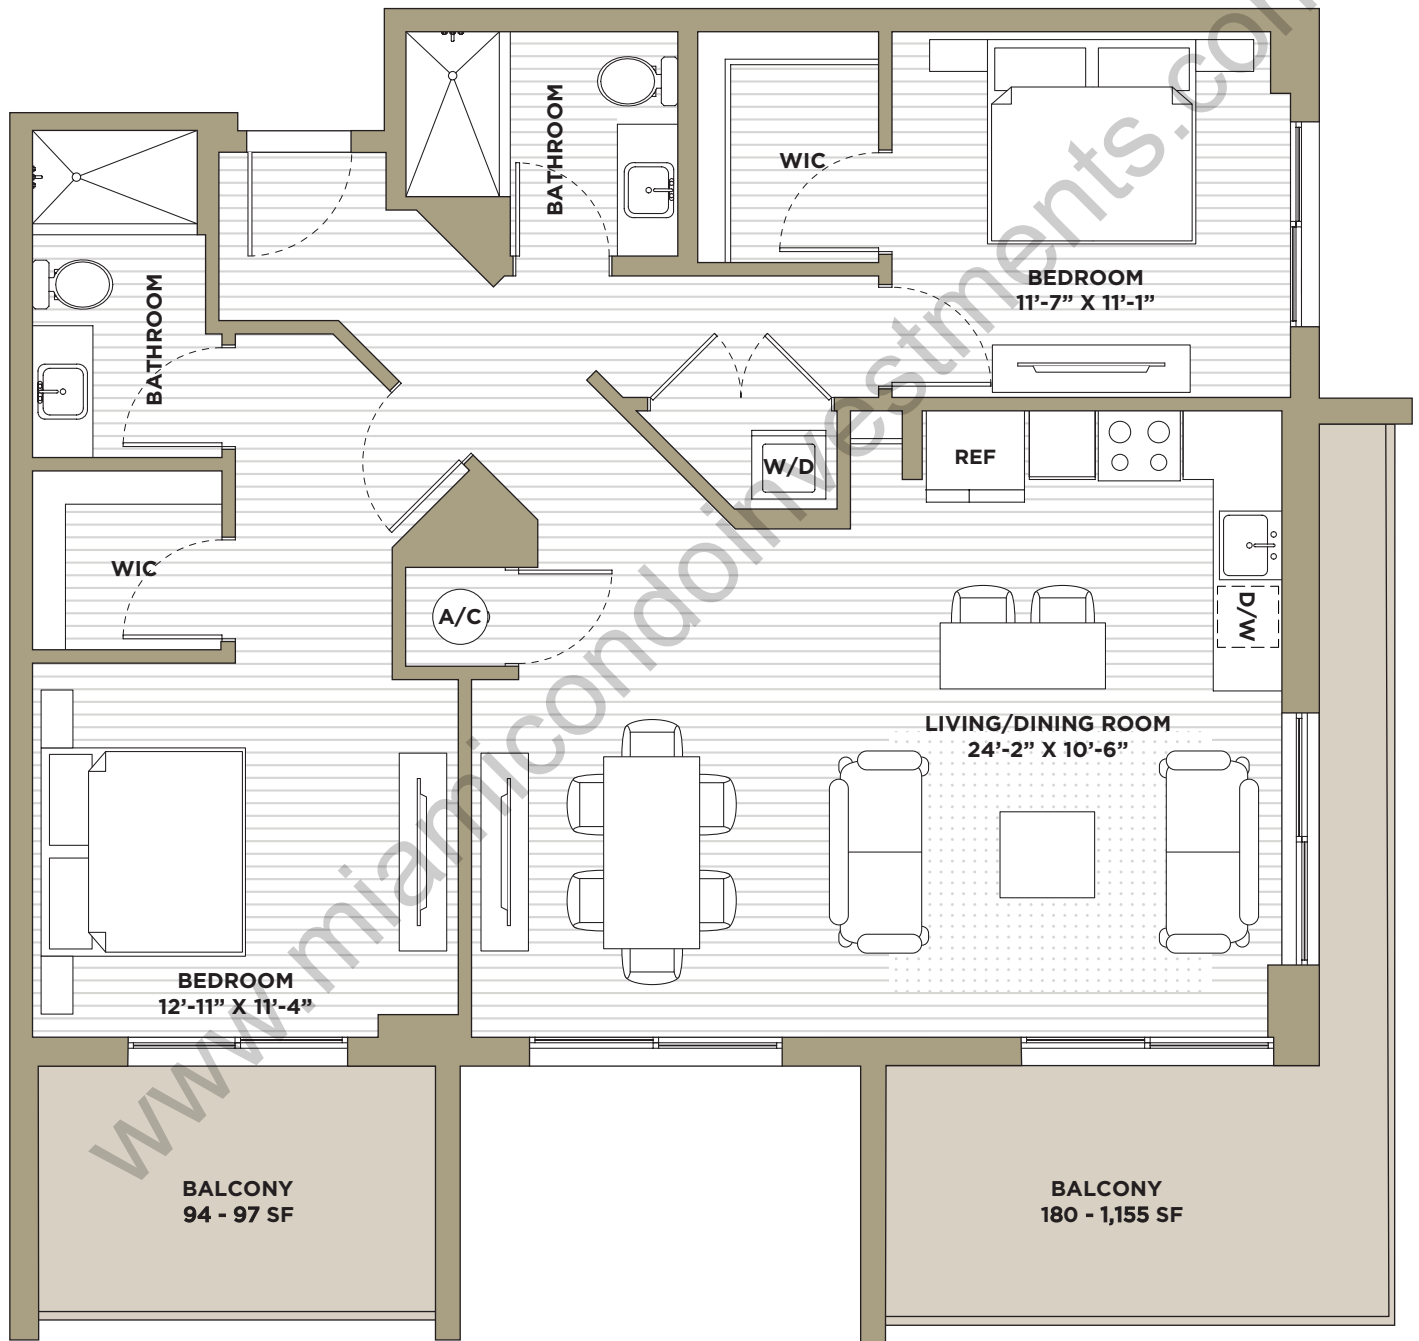 BATHROOM
WIC
BEDROOM
11'-7” X 11'-1”
BATHROOM
W/D
REF
WIC
A/C
D/W
LIVING/DINING ROOM
24'-2” X 10'-6”
BEDROOM
12'-11” X 11'-4”
BALCONY
94 - 97 SF
BALCONY
180 - 1,155 SF
www.miamicondoinvestments.com